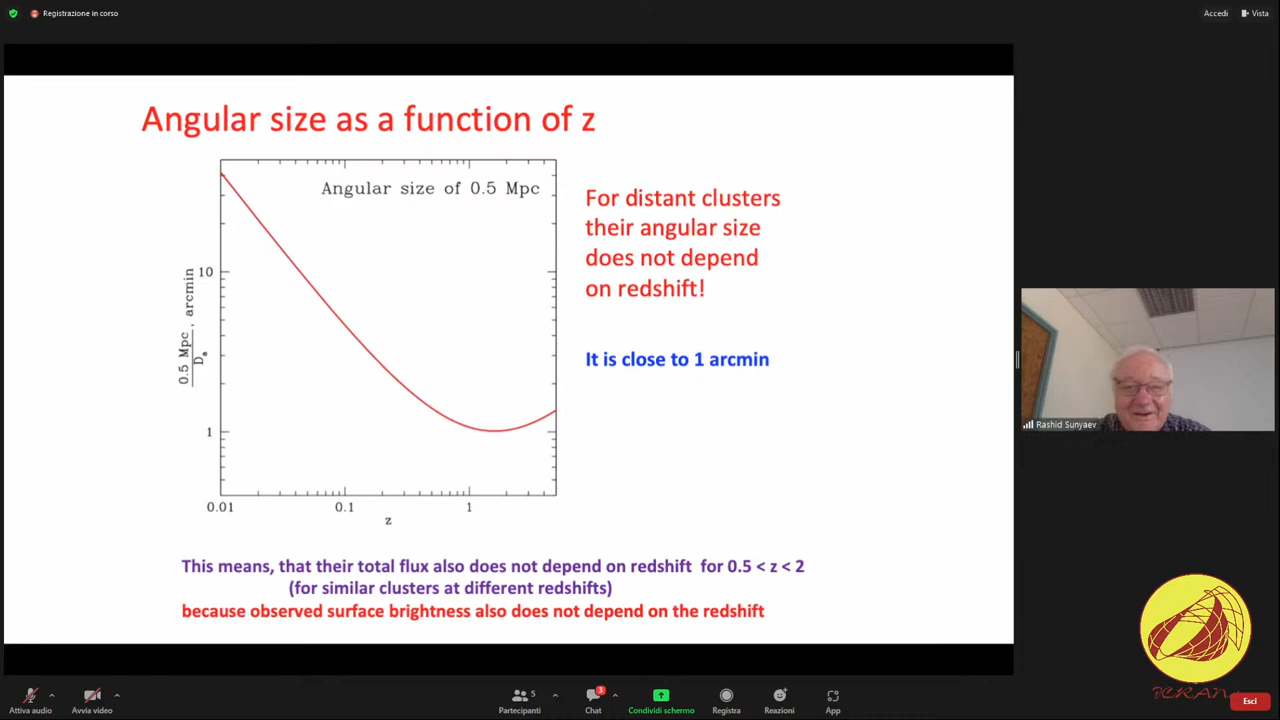 Registrazione in corso
Accedi
Vista
Angular size as a function of z
Angular size of 0.5 Mpc
10
1
0.5 Mpc
Da
, arcmin
0.01
0.1
1
z
For distant clusters
their angular size
does not depend
on redshift!
It is close to 1 arcmin
This means, that their total flux also does not depend on redshift for 0.5 < z < 2
(for similar clusters at different redshifts)
because observed surface brightness also does not depend on the redshift
Rashid Sunyaev
Attiva audio
Avvia video
5
Partecipanti
3
Chat
Condividi schermo
Registra
Reazioni
App
Esci